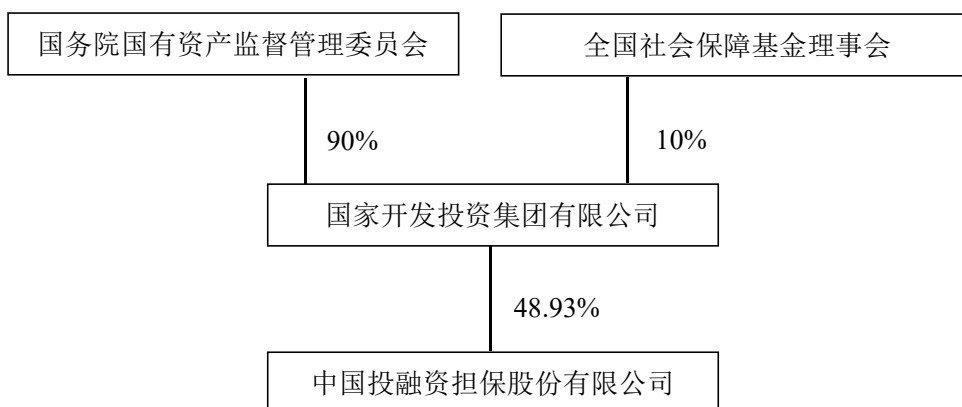 国务院国有资产监督管理委员会
全国社会保障基金理事会
90%
10%
国家开发投资集团有限公司
48.93%
中国投融资担保股份有限公司